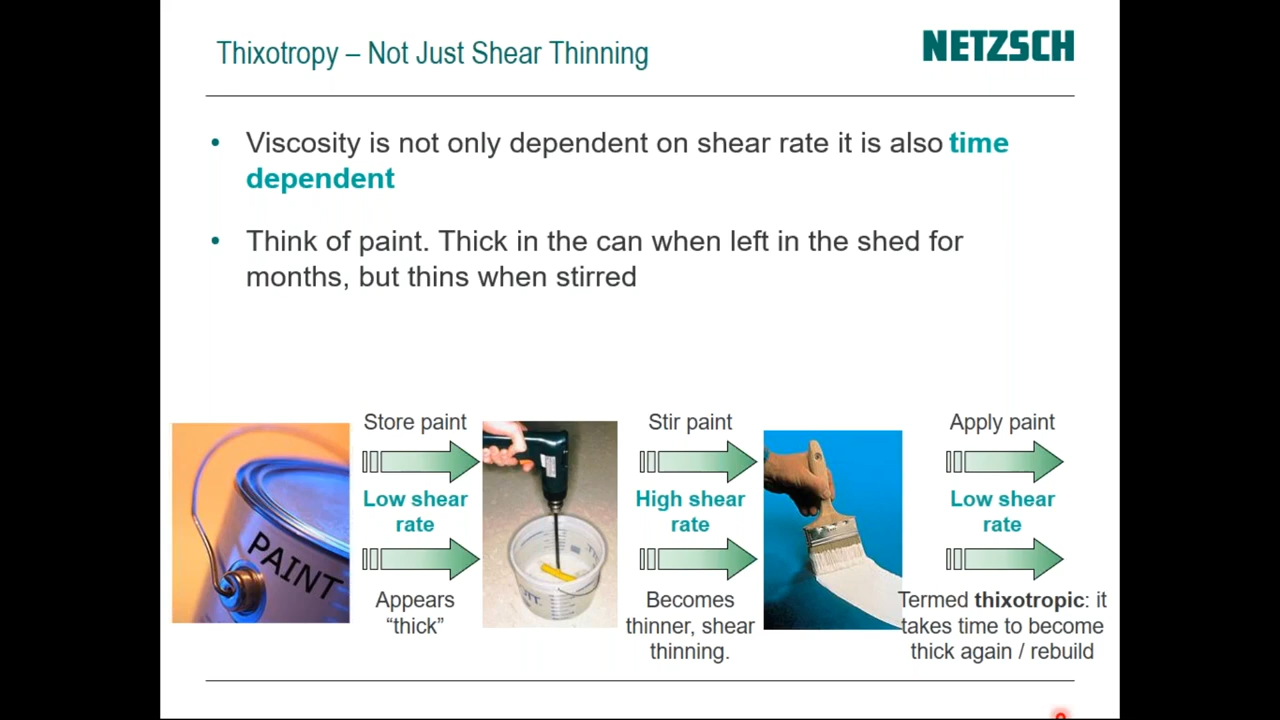 Thixotropy – Not Just Shear Thinning
NETZSCH
• Viscosity is not only dependent on shear rate it is also time
dependent
• Think of paint. Thick in the can when left in the shed for
months, but thins when stirred
Store paint
Low shear
rate
Appears
“thick”
Stir paint
High shear
rate
Becomes
thinner, shear
thinning.
Apply paint
Low shear
rate
Termed thixotropic: it
takes time to become
thick again / rebuild
PAINT